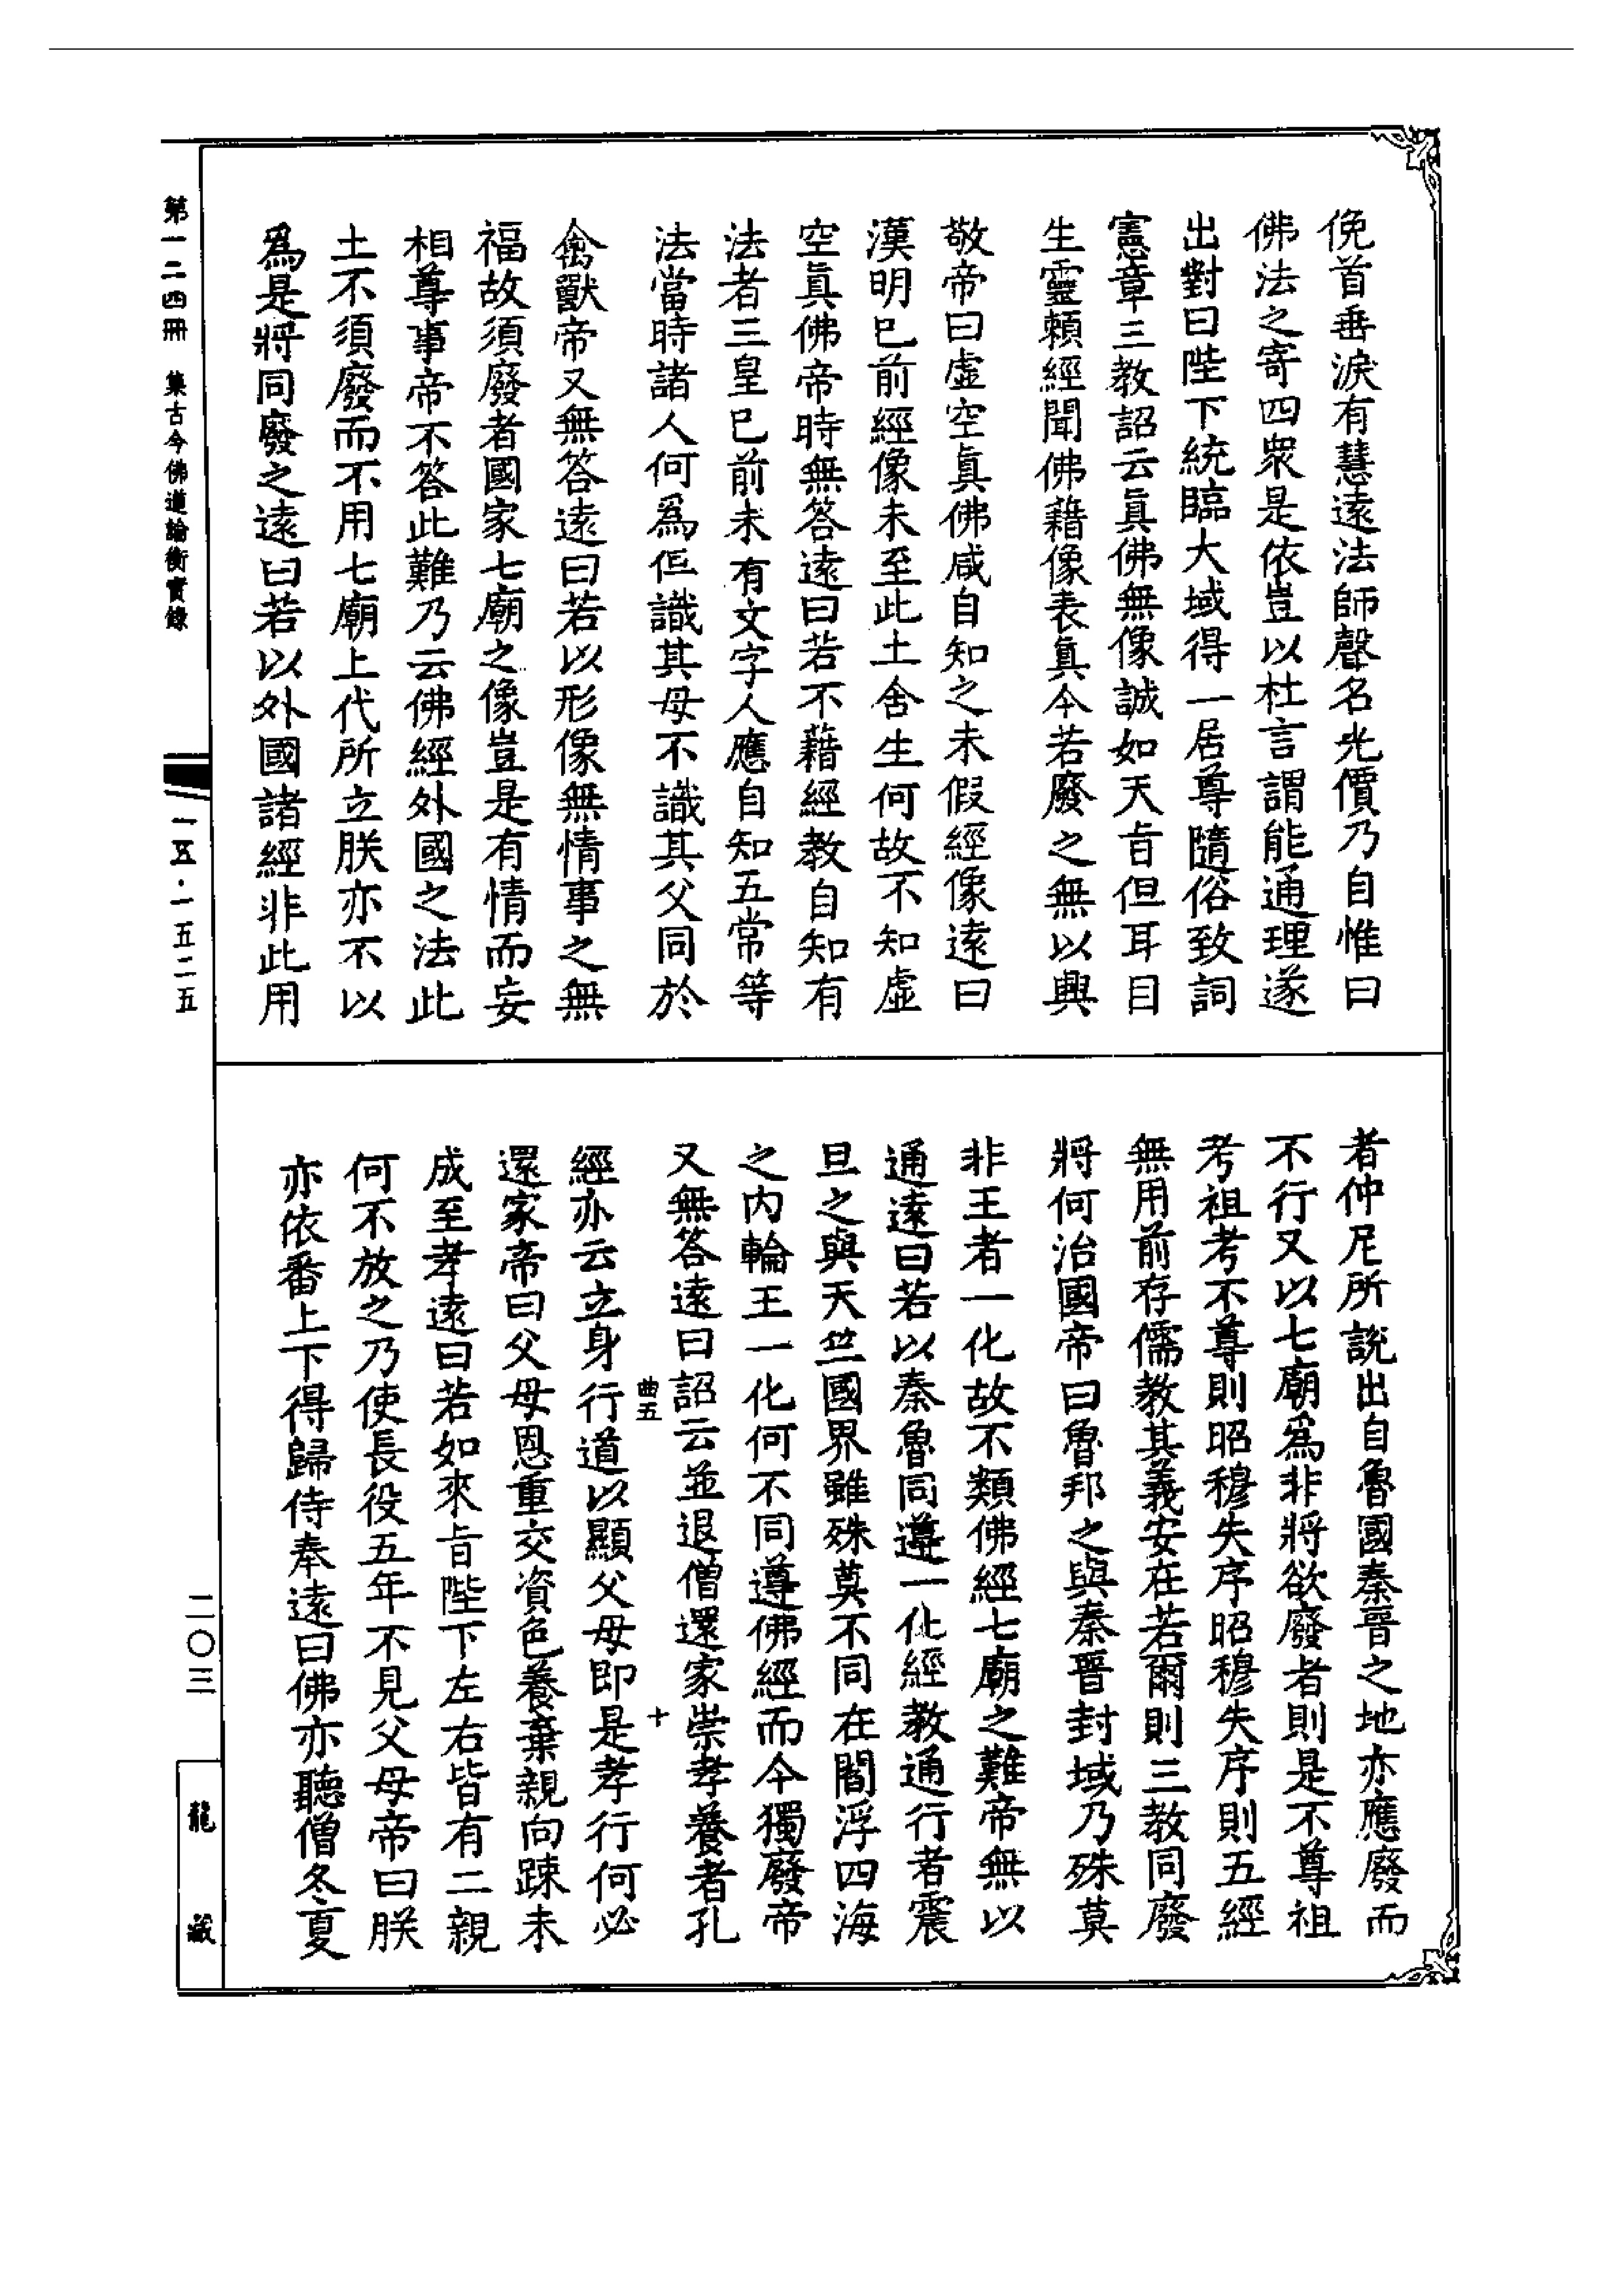 俛首垂淚有慧遠法師聲名光價乃自惟曰
佛法之寄四衆是依豈以杜言謂能通理遂
出對曰陛下統臨大域得一居尊隨俗致詞
憲章三教詔云眞佛無像誠如天旨但耳目
生靈賴經聞佛藉像表眞今若廢之無以興
敬帝曰虛空眞佛咸自知之未假經像遠曰
漢明已前經像未至此土含生何故不知虛
空眞佛帝時無答遠曰若不藉經教自知有
法者三皇已前未有文字人應自知五常等
法當時諸人何爲但識其母不識其父同於
禽獸帝又無答遠曰若以形像無情事之無
福故須廢者國家七廟之像豈是有情而妄
相尊事帝不答此難乃云佛經外國之法此
土不須廢而不用七廟上代所立朕亦不以
爲是將同廢之遠曰若以外國諸經非此用
者仲尼所說出自魯國秦晉之地亦應廢而
不行又以七廟爲非將欲廢者則是不尊祖
考祖考不尊則昭穆失序昭穆失序則五經
無用前存儒教其義安在若爾則三教同廢
將何治國帝曰魯邦之與秦晉封域乃殊莫
非王者一化故不類佛經七廟之難帝無以
通遠曰若以秦魯同遵一化經教通行者震
旦之與天竺國界雖殊莫不同在閻浮四海
之內輪王一化何不同遵佛經而今獨廢帝
又無答遠曰詔云並退僧還家崇孝養者孔
曲五
十
經亦云立身行道以顯父母即是孝行何必
還家帝曰父母恩重交資色養棄親向踈未
成至孝遠曰若如來旨陛下左右皆有二親
何不放之乃使長役五年不見父母帝曰朕
亦依番上下得歸侍奉遠曰佛亦聽僧冬夏
第一二四冊 集古今佛道論衡實錄
一五·一五二五
二〇三
龍藏